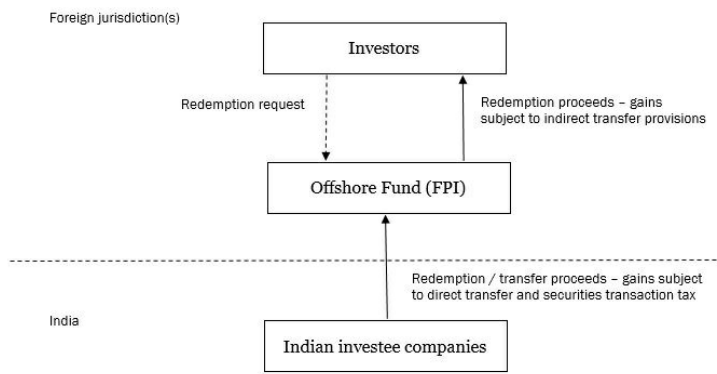 Foreign jurisdiction(s)
Investors
Redemption request
Redemption proceeds – gains
subject to indirect transfer provisions
Offshore Fund (FPI)
Redemption / transfer proceeds – gains subject
to direct transfer and securities transaction tax
India
Indian investee companies